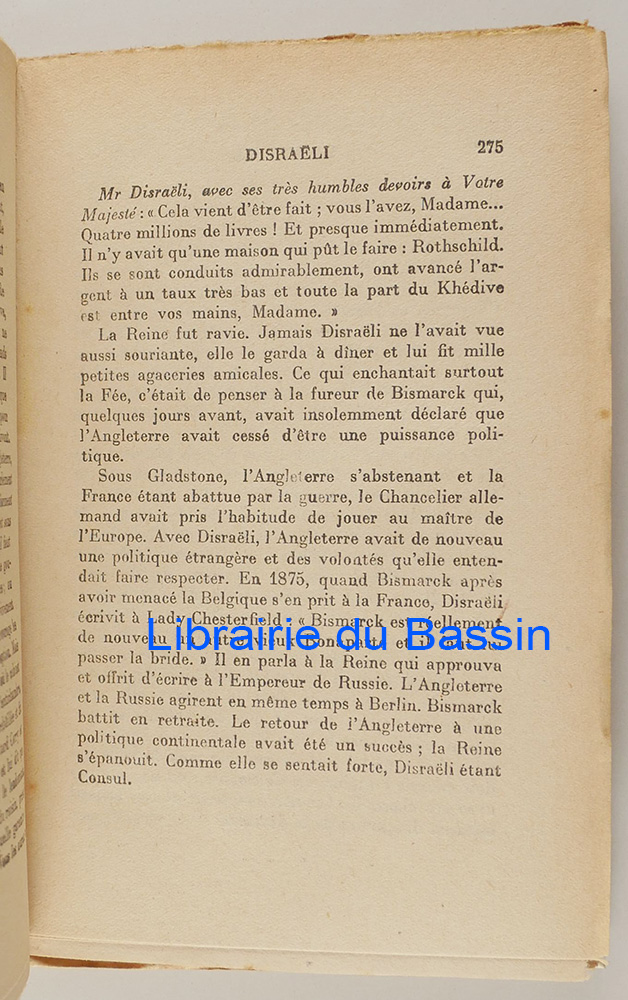 DISRAËLI 275
Mr Disraëli, avec ses très humbles devoirs à Votre
Majesté : « Cela vient d'être fait ; vous l'avez, Madame...
Quatre millions de livres ! Et presque immédiatement.
Il n'y avait qu'une maison qui pût le faire : Rothschild.
Ils se sont conduits admirablement, ont avancé l'ar-
gent à un taux très bas et toute la part du Khédive
est entre vos mains, Madame. »
La Reine fut ravie. Jamais Disraëli ne l'avait vue
aussi souriante, elle le garda à dîner et lui fit mille
petites agaceries amicales. Ce qui enchantait surtout
la Fée, c'était de penser à la fureur de Bismarck qui,
quelques jours avant, avait insolemment déclaré que
l'Angleterre avait cessé d'être une puissance poli-
tique.
Sous Gladstone, l'Angleterre s'abstenant et la
France étant abattue par la guerre, le Chancelier alle-
mand avait pris l'habitude de jouer au maître de
l'Europe. Avec Disraëli, l'Angleterre avait de nouveau
une politique étrangère et des volontés qu'elle enten-
dait faire respecter. En 1875, quand Bismarck après
avoir menacé la Belgique s'en prit à la France, Disraëli
écrivit à Lady Chesterfield : « Bismarck est réellement
de nouveau un autre vieux Bonaparte et il faut lui
passer la bride. » Il en parla à la Reine qui approuva
et offrit d'écrire à l'Empereur de Russie. L'Angleterre
et la Russie agirent en même temps à Berlin. Bismarck
battit en retraite. Le retour de l'Angleterre à une
politique continentale avait été un succès ; la Reine
s'épanouit. Comme elle se sentait forte, Disraëli étant
Consul.
Librairie du Bassin